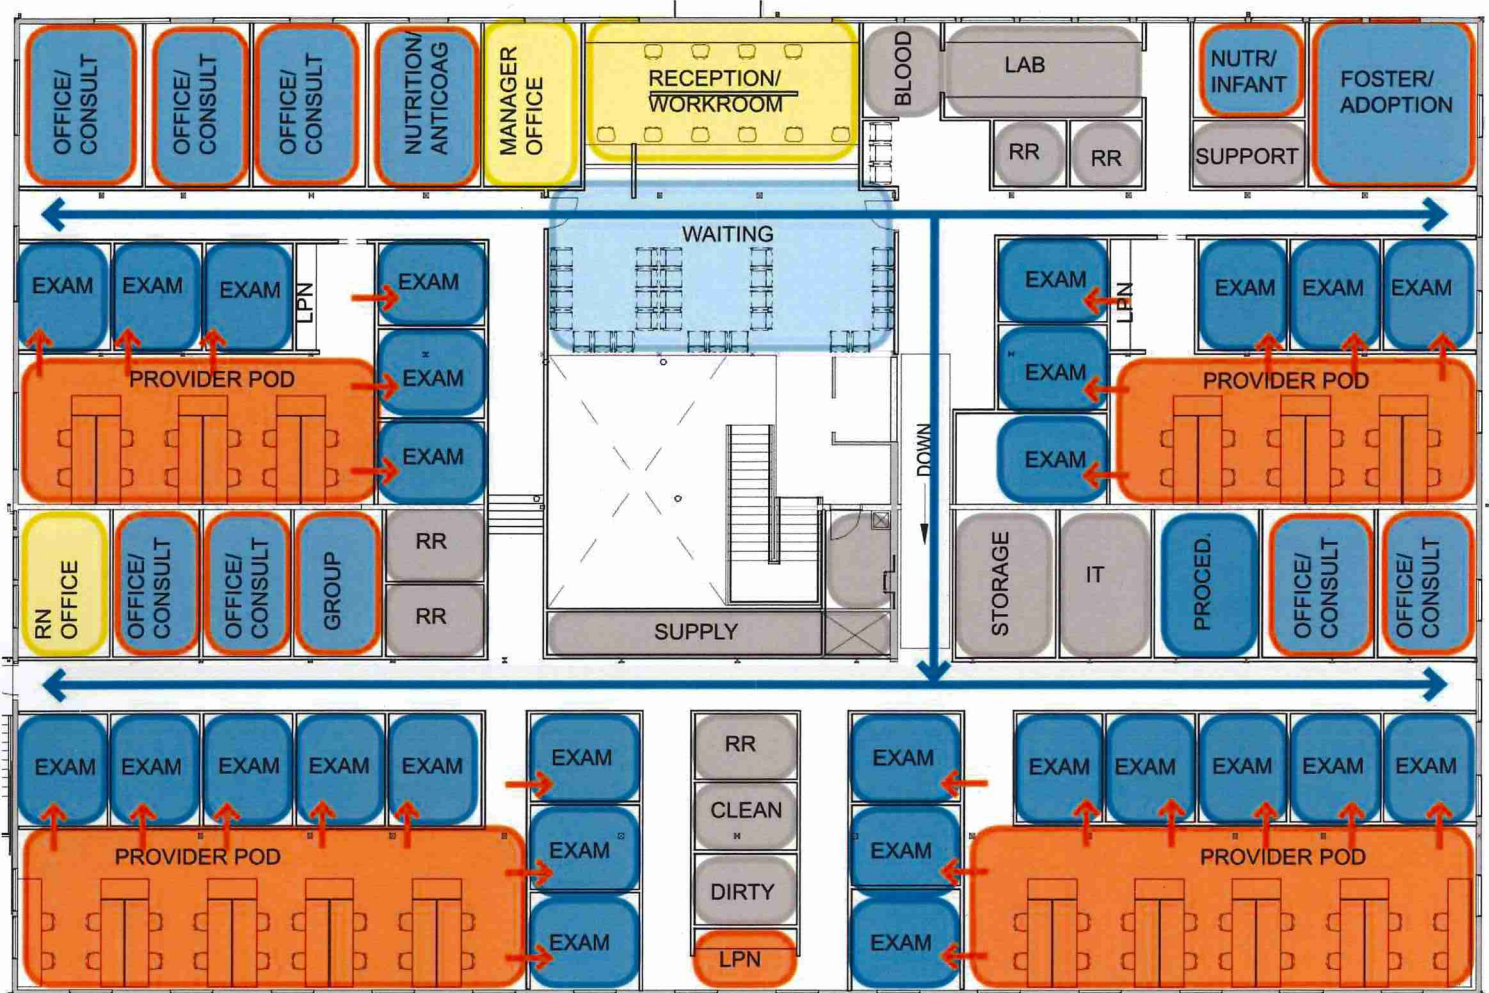 OFFICE/
CONSULT
OFFICE/
CONSULT
OFFICE/
CONSULT
NUTRITION/
ANTICOAG
MANAGER
OFFICE
RECEPTION/
WORKROOM
BLOOD
LAB
RR
RR
NUTR/
INFANT
SUPPORT
FOSTER/
ADOPTION
WAITING
EXAM
EXAM
EXAM
LPN
EXAM
EXAM
EXAM
PROVIDER POD
EXAM
EXAM
EXAM
LPN
EXAM
EXAM
EXAM
PROVIDER POD
DOWN
RN
OFFICE
OFFICE/
CONSULT
OFFICE/
CONSULT
GROUP
RR
RR
SUPPLY
STORAGE
IT
PROCED.
OFFICE/
CONSULT
OFFICE/
CONSULT
EXAM
EXAM
EXAM
EXAM
EXAM
PROVIDER POD
EXAM
EXAM
EXAM
RR
CLEAN
DIRTY
LPN
EXAM
EXAM
EXAM
EXAM
EXAM
EXAM
EXAM
EXAM
PROVIDER POD